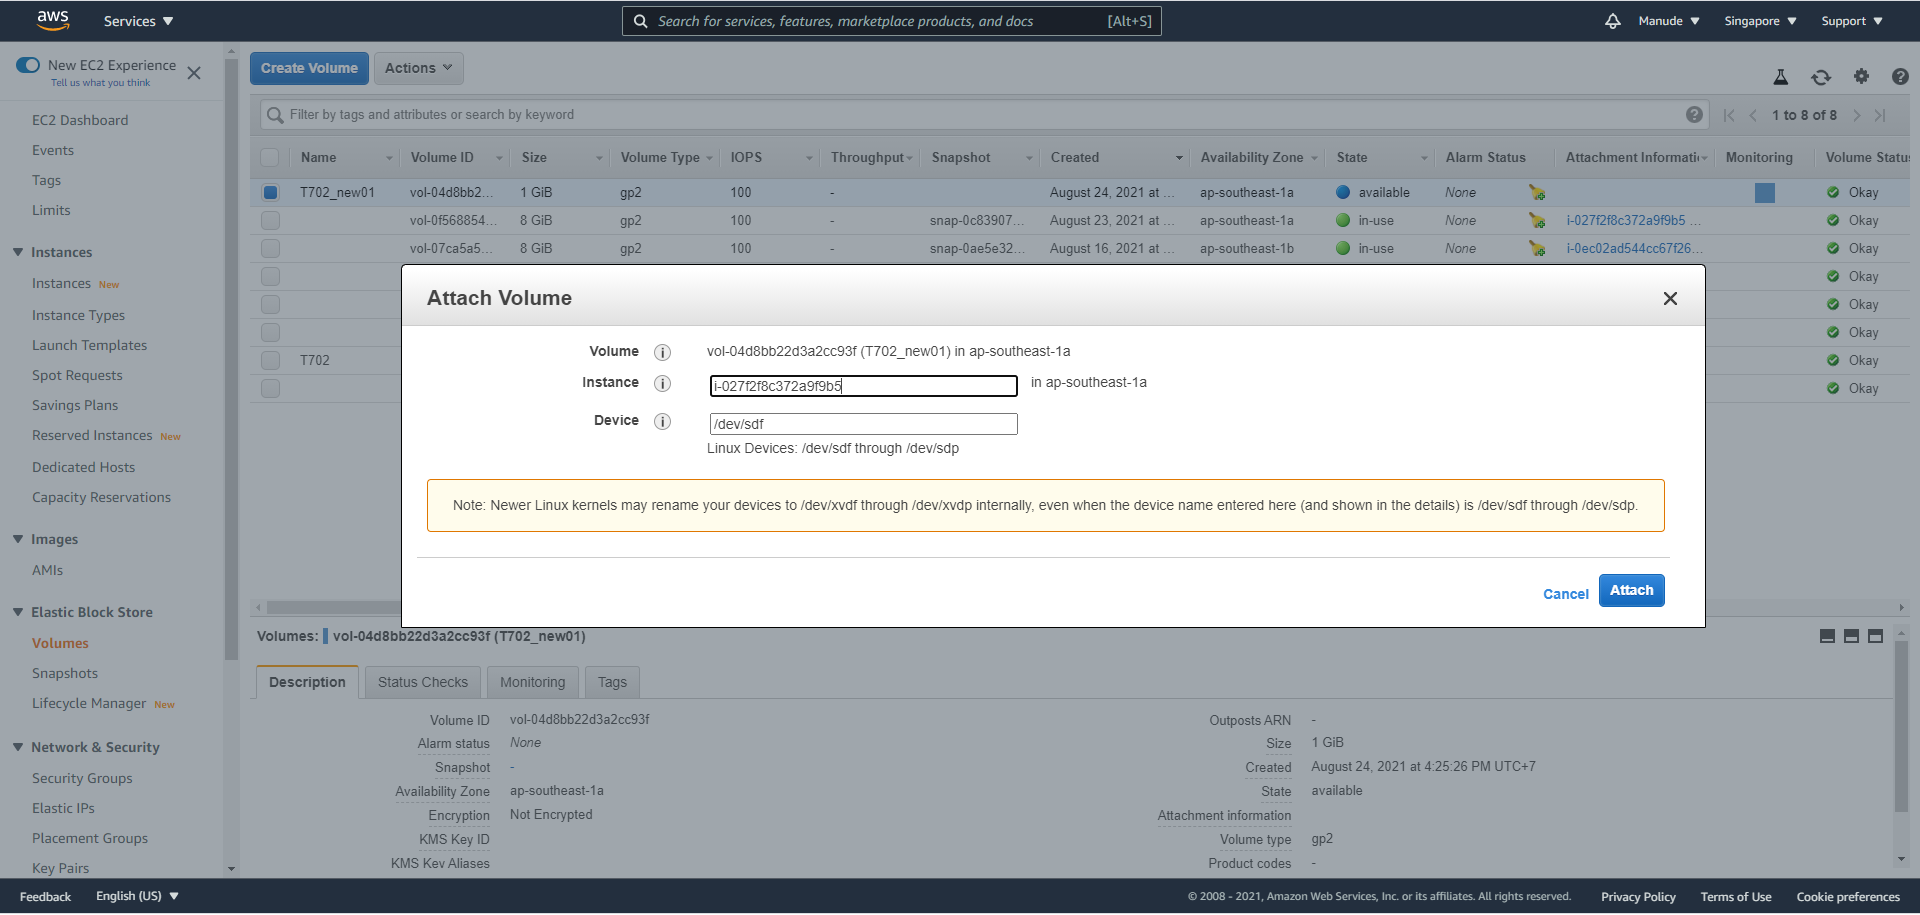 aws Services Search for services, features, marketplace products, and docs [Alt+S] Manude Singapore Support
New EC2 Experience
Tell us what you think
EC2 Dashboard
Events
Tags
Limits
Instances
Instances New
Instance Types
Launch Templates
Spot Requests
Savings Plans
Reserved Instances New
Dedicated Hosts
Capacity Reservations
Images
AMIs
Elastic Block Store
Volumes
Snapshots
Lifecycle Manager New
Network & Security
Security Groups
Elastic IPs
Placement Groups
Key Pairs
Create Volume Actions
Filter by tags and attributes or search by keyword 1 to 8 of 8
Name Volume ID Size Volume Type IOPS Throughput Snapshot Created Availability Zone State Alarm Status Attachment Informati Monitoring Volume Status
T702_new01 vol-04d8bb2... 1 GiB gp2 100 - August 24, 2021 at ... ap-southeast-1a available None Okay
vol-0f568854... 8 GiB gp2 100 - snap-0c83907... August 23, 2021 at ... ap-southeast-1a in-use None i-027f2f8c372a9f9b5 ... Okay
vol-07ca5a5... 8 GiB gp2 100 - snap-0ae5e32... August 16, 2021 at ... ap-southeast-1b in-use None i-0ec02ad544cc67f26... Okay
Okay
Okay
Okay
T702 Okay
Okay
Attach Volume
Volume vol-04d8bb22d3a2cc93f (T702_new01) in ap-southeast-1a
Instance i-027f2f8c372a9f9b5 in ap-southeast-1a
Device /dev/sdf
Linux Devices: /dev/sdf through /dev/sdp
Note: Newer Linux kernels may rename your devices to /dev/xvdf through /dev/xvdp internally, even when the device name entered here (and shown in the details) is /dev/sdf through /dev/sdp.
Cancel Attach
Volumes: vol-04d8bb22d3a2cc93f (T702_new01)
Description Status Checks Monitoring Tags
Volume ID vol-04d8bb22d3a2cc93f Outposts ARN -
Alarm status None Size 1 GiB
Snapshot - Created August 24, 2021 at 4:25:26 PM UTC+7
Availability Zone ap-southeast-1a State available
Encryption Not Encrypted Attachment information
KMS Key ID Volume type gp2
KMS Key Aliases Product codes -
Feedback English (US) © 2008 - 2021, Amazon Web Services, Inc. or its affiliates. All rights reserved. Privacy Policy Terms of Use Cookie preferences